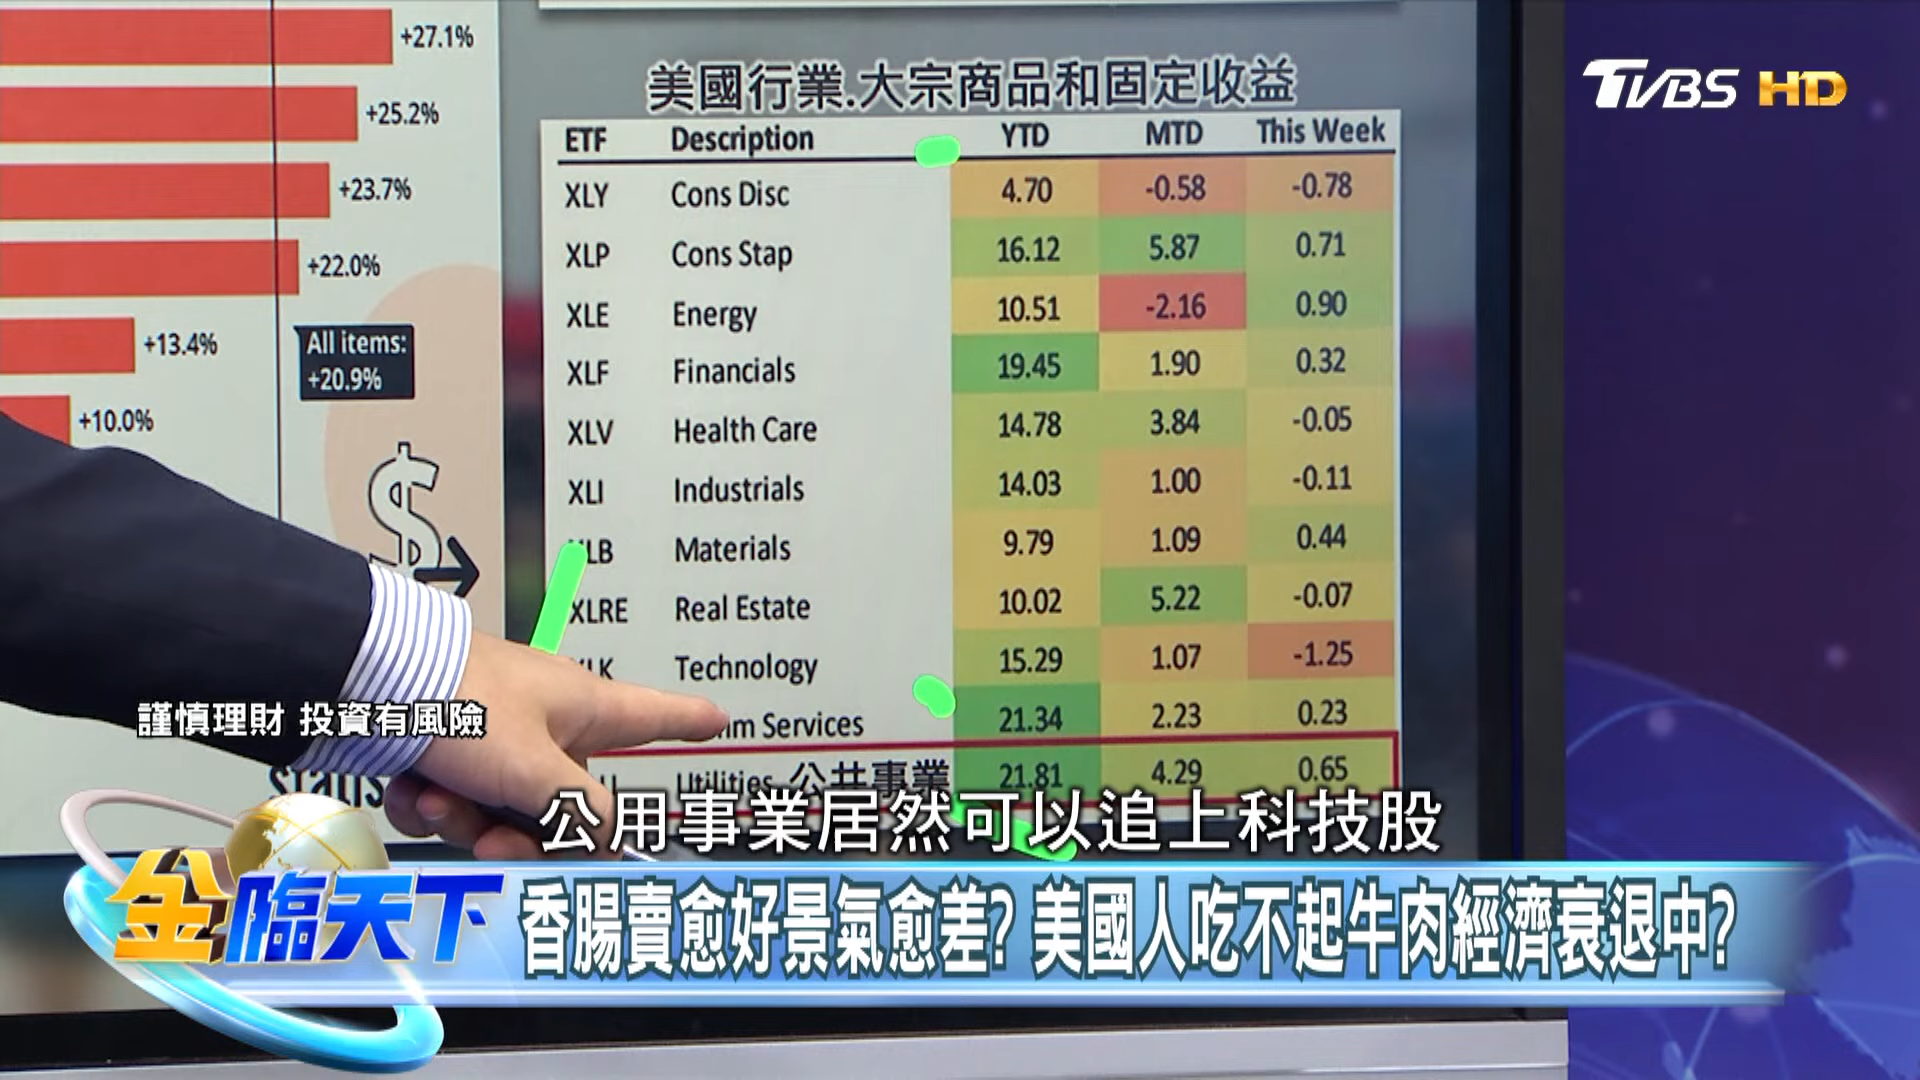 +27.1%
+25.2%
+23.7%
+22.0%
+13.4%
All items:
+20.9%
+10.0%
$
美國行業.大宗商品和固定收益
ETF Description YTD MTD This Week
XLY Cons Disc 4.70 -0.58 -0.78
XLP Cons Stap 16.12 5.87 0.71
XLE Energy 10.51 -2.16 0.90
XLF Financials 19.45 1.90 0.32
XLV Health Care 14.78 3.84 -0.05
XLI Industrials 14.03 1.00 -0.11
LB Materials 9.79 1.09 0.44
XLRE Real Estate 10.02 5.22 -0.07
LK Technology 15.29 1.07 -1.25
Services 21.34 2.23 0.23
Utilities 公共事業 21.81 4.29 0.65
TVBS HD
謹慎理財 投資有風險
公用事業居然可以追上科技股
金臨天下
香腸賣愈好景氣愈差? 美國人吃不起牛肉經濟衰退中?